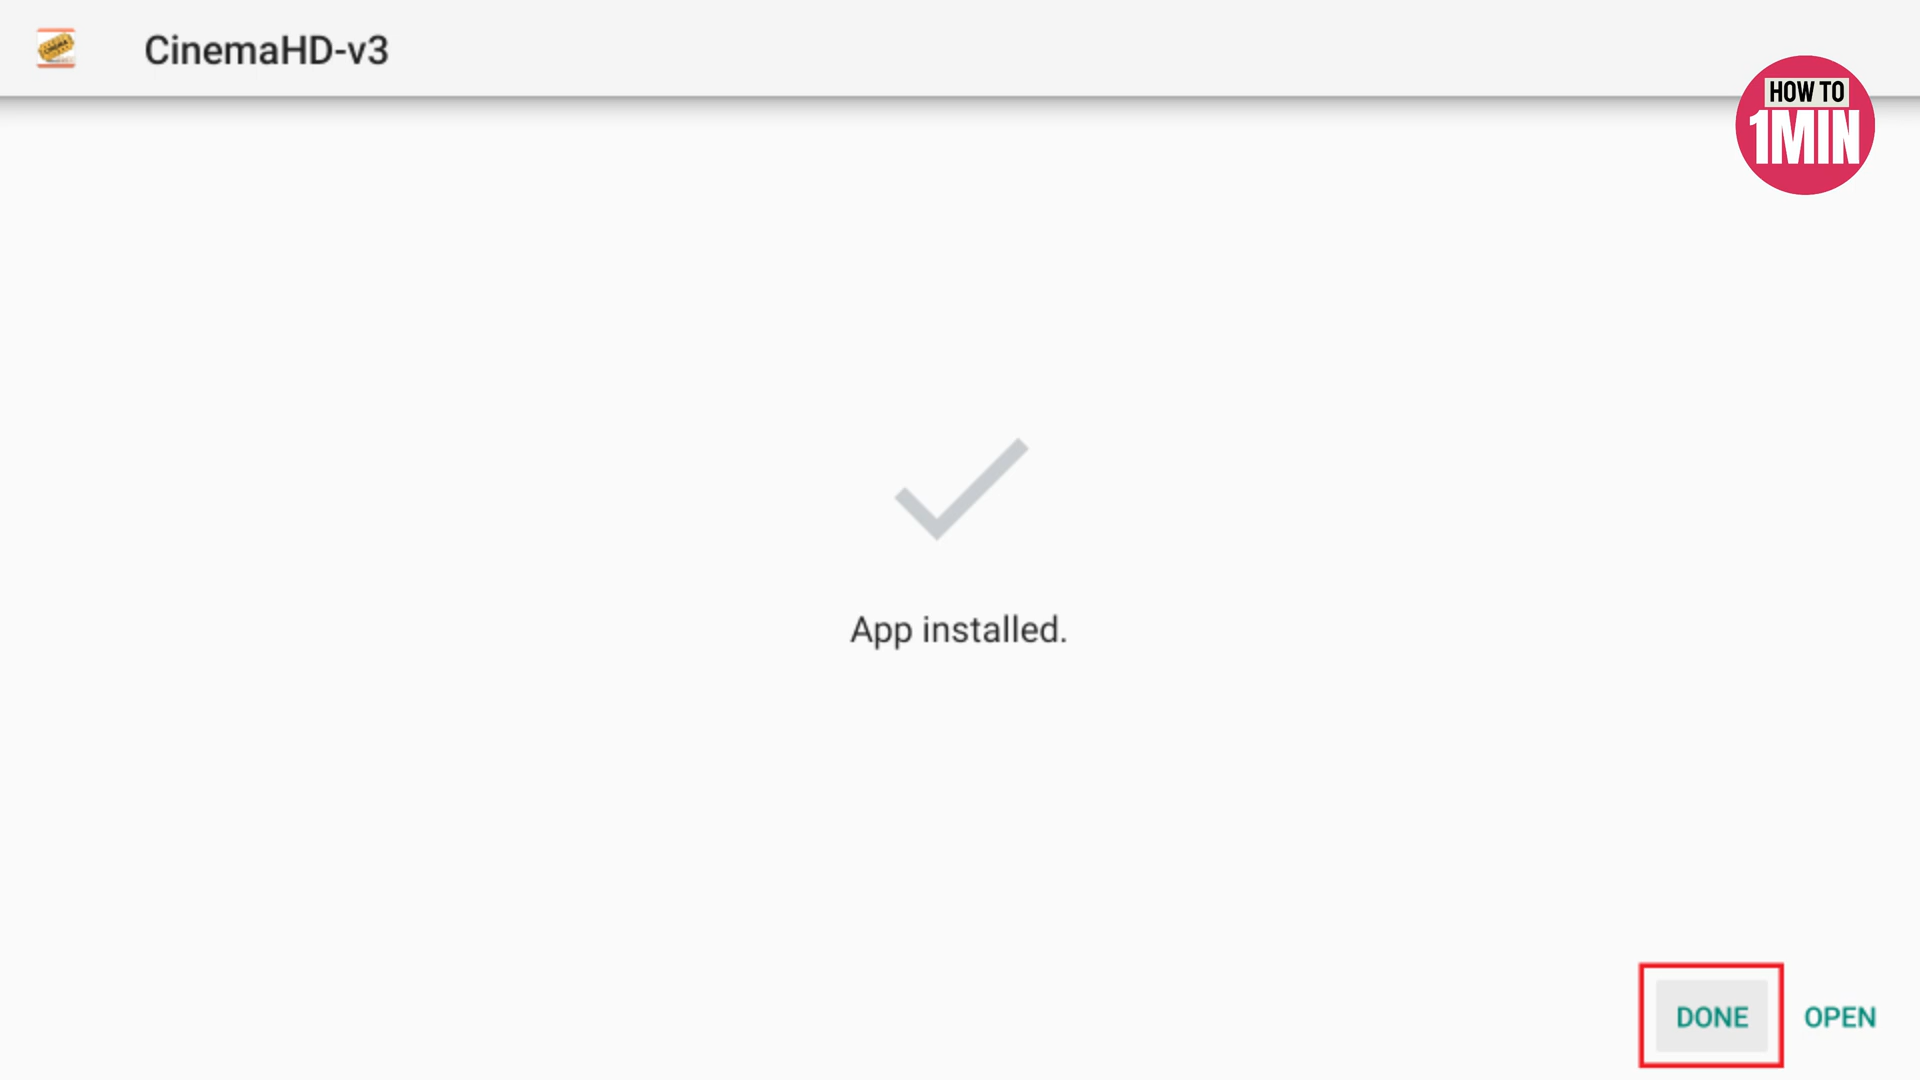 CinemaHD-v3
HOW TO
1MIN
App installed.
DONE OPEN